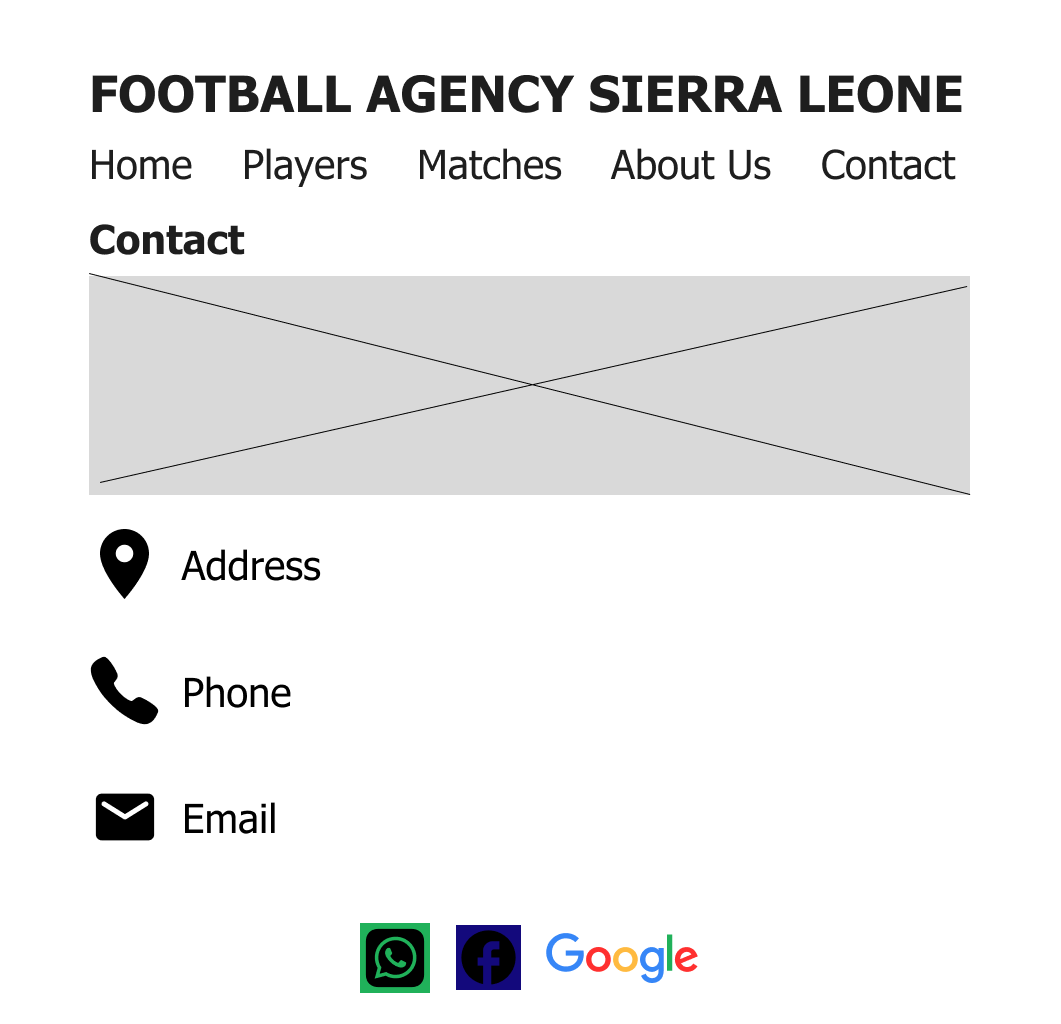 FOOTBALL AGENCY SIERRA LEONE
Home Players Matches About Us Contact
Contact
Address
Phone
Email
Google